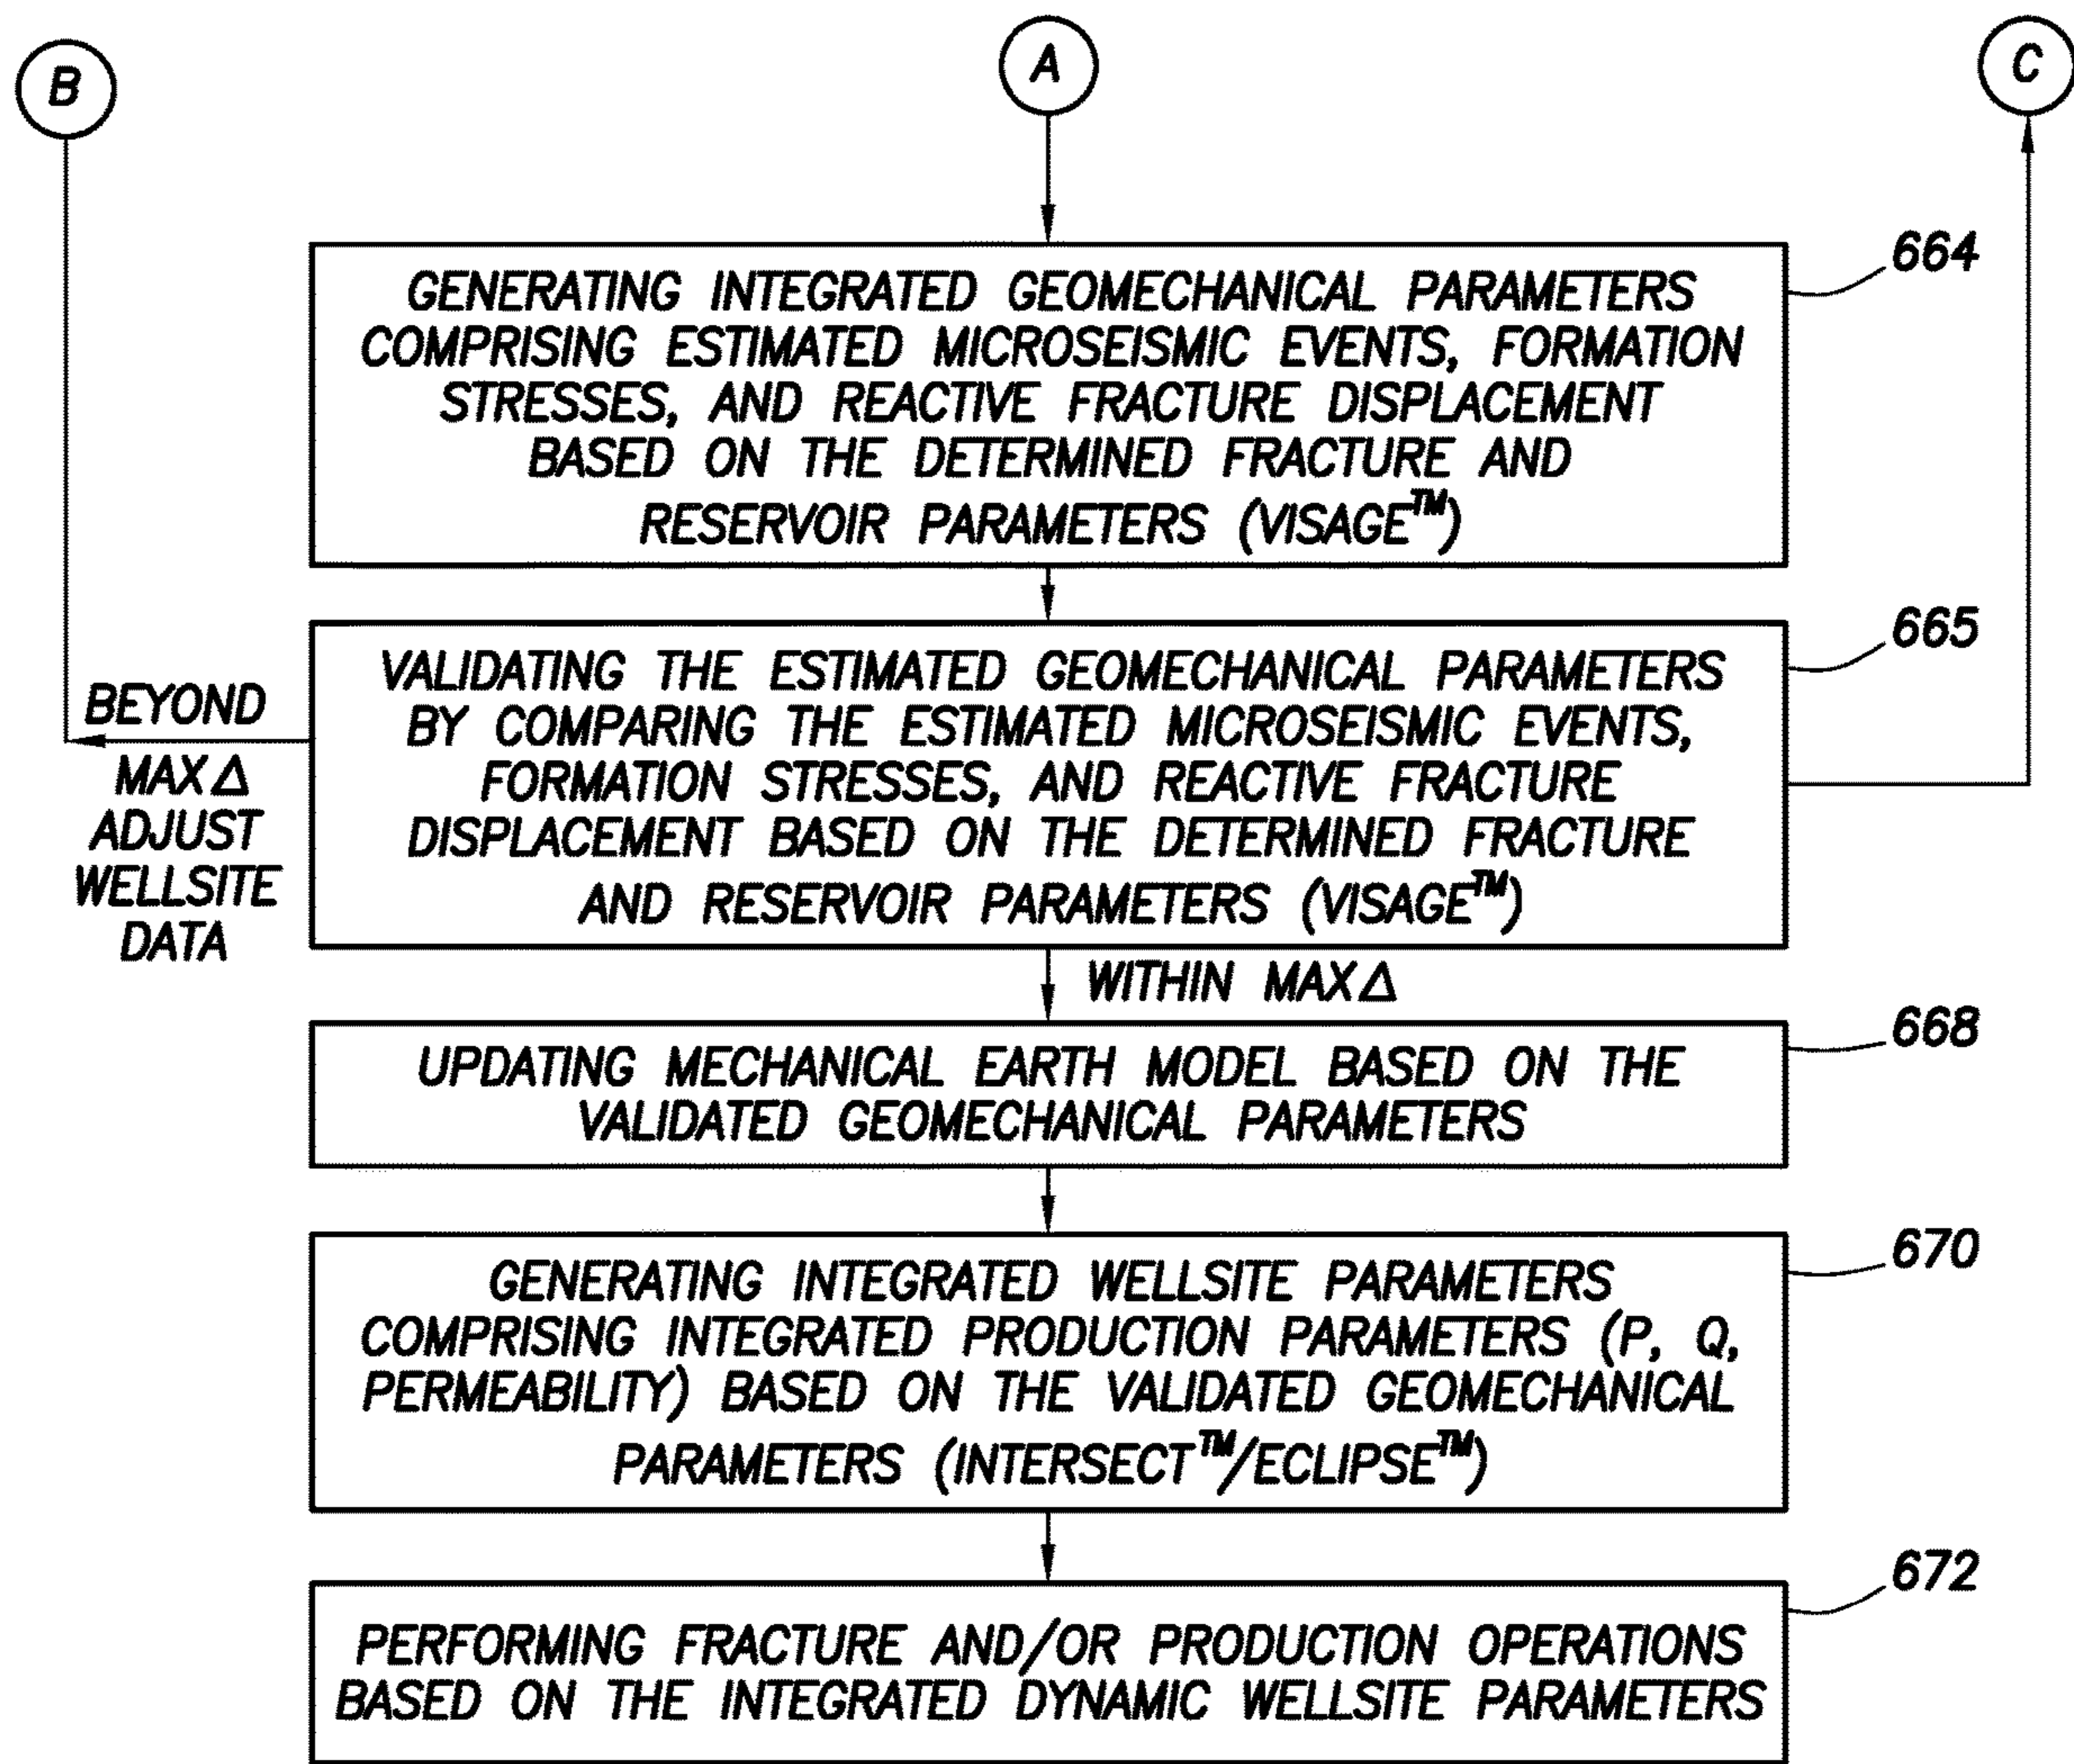 B
A
C
664
GENERATING INTEGRATED GEOMECHANICAL PARAMETERS
COMPRISING ESTIMATED MICROSEISMIC EVENTS, FORMATION
STRESSES, AND REACTIVE FRACTURE DISPLACEMENT
BASED ON THE DETERMINED FRACTURE AND
RESERVOIR PARAMETERS (VISAGE™)
665
VALIDATING THE ESTIMATED GEOMECHANICAL PARAMETERS
BY COMPARING THE ESTIMATED MICROSEISMIC EVENTS,
FORMATION STRESSES, AND REACTIVE FRACTURE
DISPLACEMENT BASED ON THE DETERMINED FRACTURE
AND RESERVOIR PARAMETERS (VISAGE™)
BEYOND
MAX Δ
ADJUST
WELLSITE
DATA
WITHIN MAX Δ
668
UPDATING MECHANICAL EARTH MODEL BASED ON THE
VALIDATED GEOMECHANICAL PARAMETERS
670
GENERATING INTEGRATED WELLSITE PARAMETERS
COMPRISING INTEGRATED PRODUCTION PARAMETERS (P, Q,
PERMEABILITY) BASED ON THE VALIDATED GEOMECHANICAL
PARAMETERS (INTERSECT™/ECLIPSE™)
672
PERFORMING FRACTURE AND/OR PRODUCTION OPERATIONS
BASED ON THE INTEGRATED DYNAMIC WELLSITE PARAMETERS